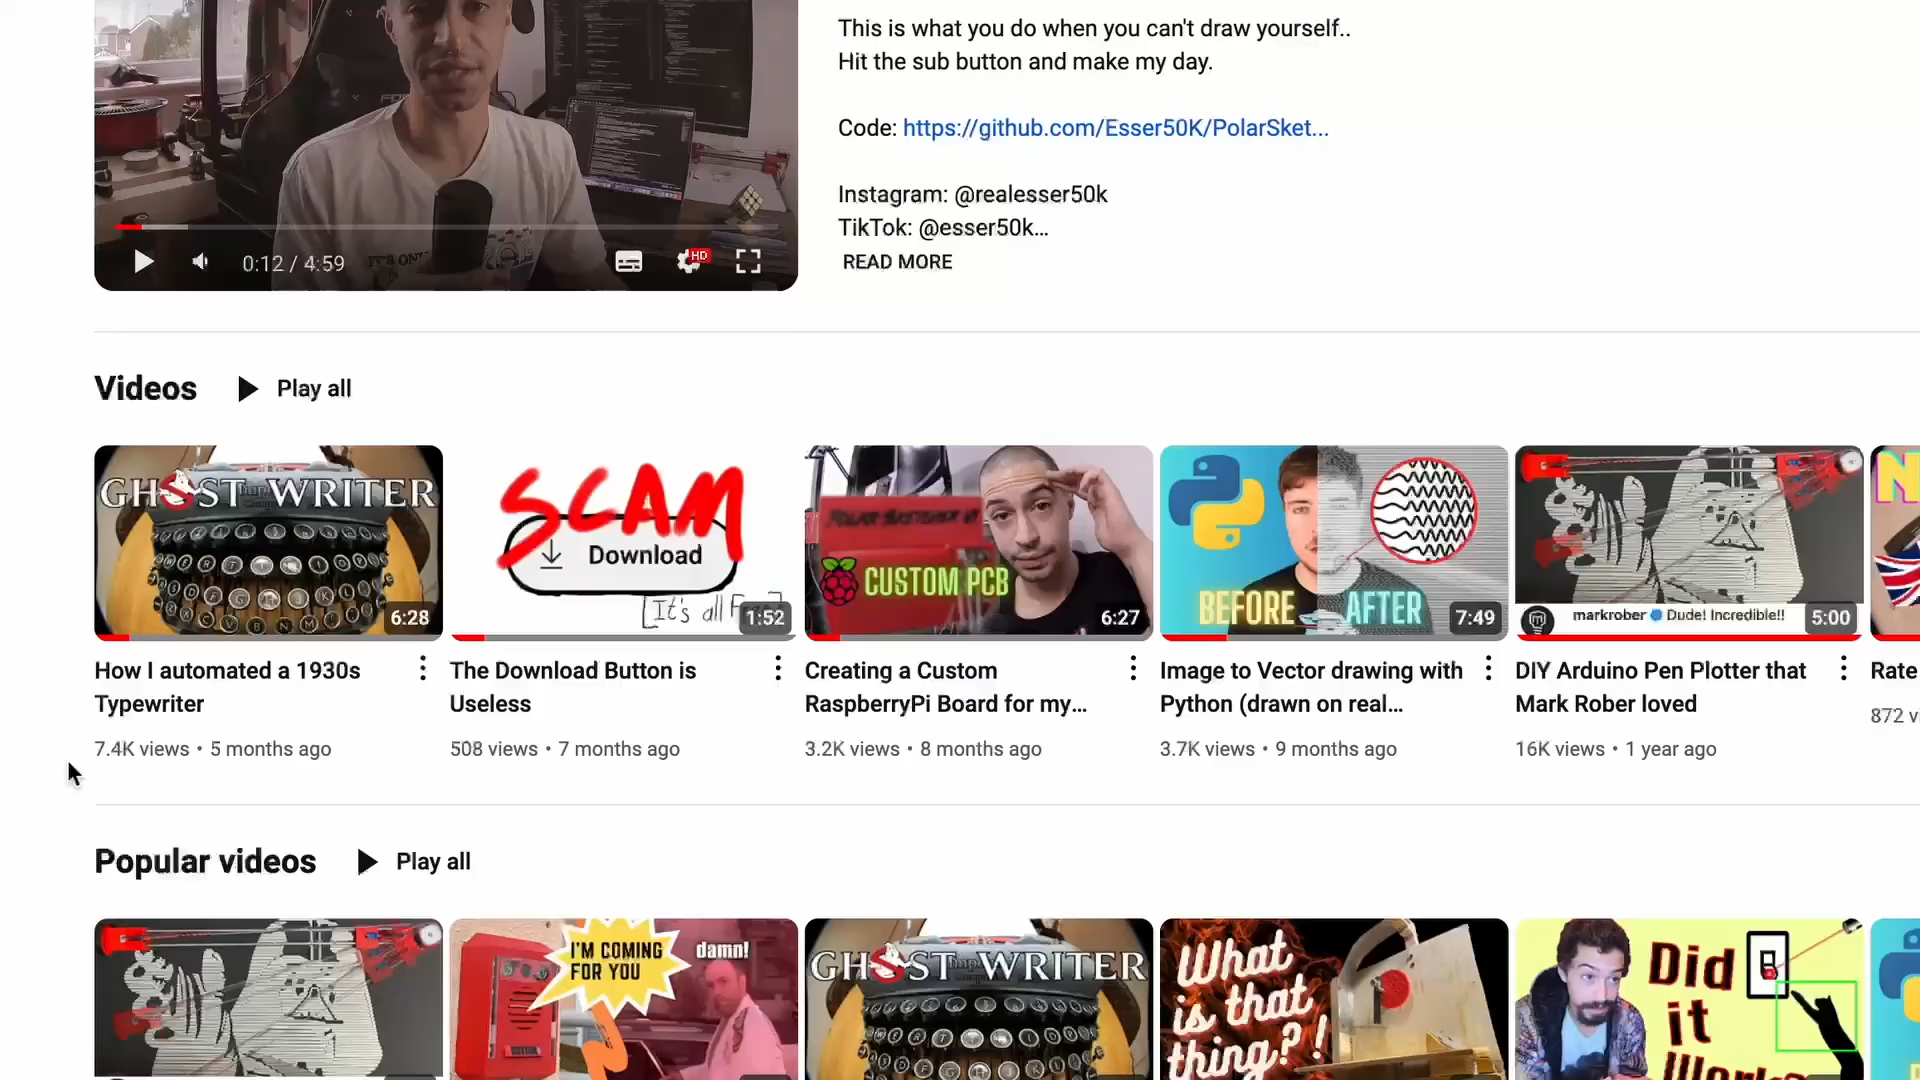 This is what you do when you can't draw yourself..
Hit the sub button and make my day.
Code: https://github.com/Esser50K/PolarSket...
Instagram: @realesser50k
TikTok: @esser50k...
READ MORE
HD
0:12 / 4:59
Videos
Play all
GHOST WRITER
6:28
SCAM
Download
[It's all
1:52
CUSTOM PCB
6:27
BEFORE
AFTER
7:49
markrober Dude! Incredible!!
5:00
N
How I automated a 1930s
Typewriter
7.4K views • 5 months ago
The Download Button is
Useless
508 views • 7 months ago
Creating a Custom
RaspberryPi Board for my...
3.2K views • 8 months ago
Image to Vector drawing with
Python (drawn on real...
3.7K views • 9 months ago
DIY Arduino Pen Plotter that
Mark Rober loved
16K views • 1 year ago
Rate
872 v
Popular videos
Play all
I'M COMING
FOR YOU
damn!
GHOST WRITER
What
is that
thing?!
Did
it